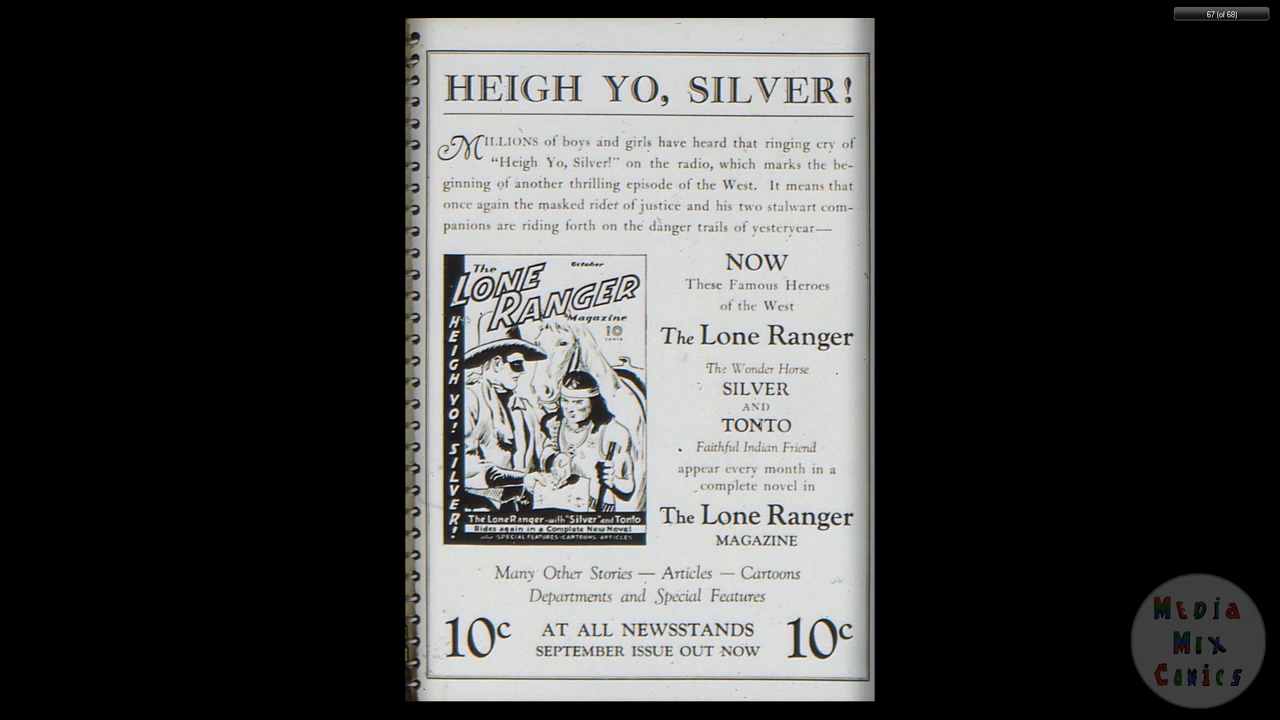 67 (of 68)
HEIGH YO, SILVER!
MILLIONS of boys and girls have heard that ringing cry of
“Heigh Yo, Silver!” on the radio, which marks the be-
ginning of another thrilling episode of the West. It means that
once again the masked rider of justice and his two stalwart com-
panions are riding forth on the danger trails of yesteryear—
The
October
LONE
RANGER
Magazine
10
CENTS
HEIGH YO! SILVER!
The Lone Ranger-with "Silver" and Tonto
Rides again in a Complete New Novel
also SPECIAL FEATURES-CARTOONS-ARTICLES
NOW
These Famous Heroes
of the West
The Lone Ranger
The Wonder Horse
SILVER
AND
TONTO
Faithful Indian Friend
appear every month in a
complete novel in
The Lone Ranger
MAGAZINE
Many Other Stories — Articles — Cartoons
Departments and Special Features
10c
AT ALL NEWSSTANDS
SEPTEMBER ISSUE OUT NOW
10c
MEDiA
MiX
COMiCS